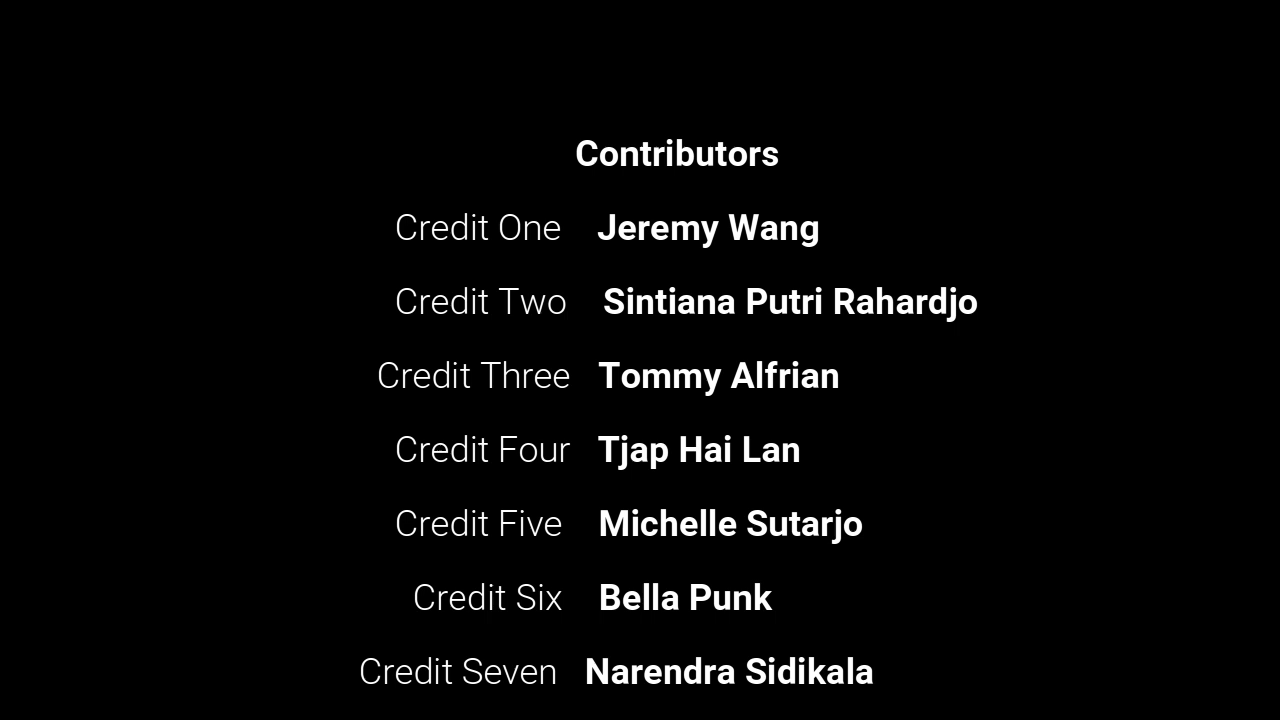 Contributors
Credit One Jeremy Wang
Credit Two Sintiana Putri Rahardjo
Credit Three Tommy Alfrian
Credit Four Tjap Hai Lan
Credit Five Michelle Sutarjo
Credit Six Bella Punk
Credit Seven Narendra Sidikala